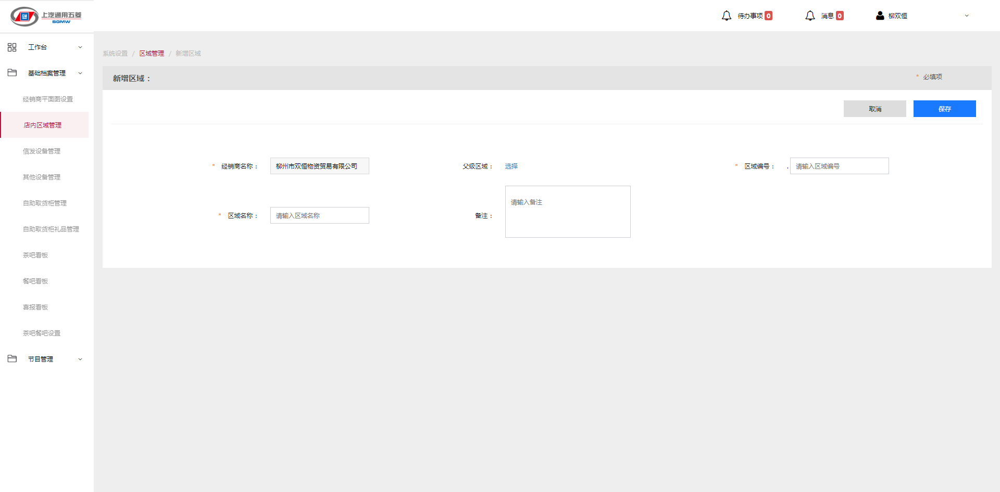 上汽通用五菱
SGMW
待办事项 0
消息 0
柳双恒
工作台
基础档案管理
经销商平面图设置
店内区域管理
信发设备管理
其他设备管理
自助取货柜管理
自助取货柜礼品管理
茶吧看板
餐吧看板
喜报看板
茶吧餐吧设置
节目管理
系统设置 / 区域管理 / 新增区域
新增区域：
* 必填项
取消
保存
* 经销商名称： 柳州市双恒物资贸易有限公司
父级区域： 选择
* 区域编号： . 请输入区域编号
* 区域名称： 请输入区域名称
备注： 请输入备注